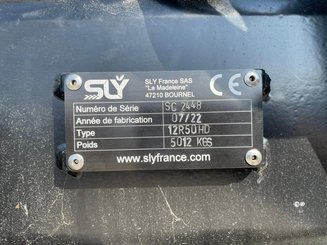 SLY
SLY France SAS
"La Madeleine"
47210 BOURNEL
CE
Numéro de Série SC 2448
Année de fabrication 07/22
Type 12R50HD
Poids 5012 KGS
www.slyfrance.com